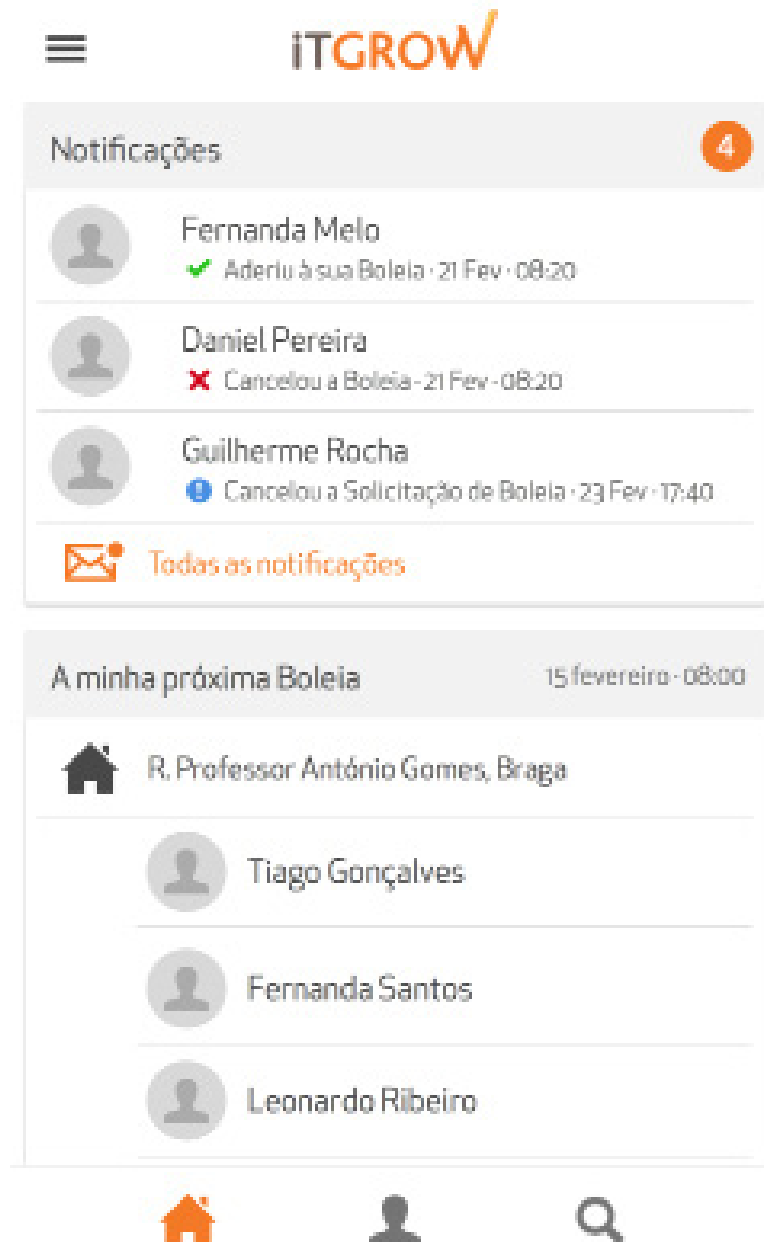 iTGROW
Notificações
4
Fernanda Melo
Aderiu à sua Boleia · 21 Fev · 08:20
Daniel Pereira
Cancelou a Boleia · 21 Fev · 08:20
Guilherme Rocha
Cancelou a Solicitação de Boleia · 23 Fev · 17:40
Todas as notificações
A minha próxima Boleia
15 fevereiro · 08:00
R. Professor António Gomes, Braga
Tiago Gonçalves
Fernanda Santos
Leonardo Ribeiro